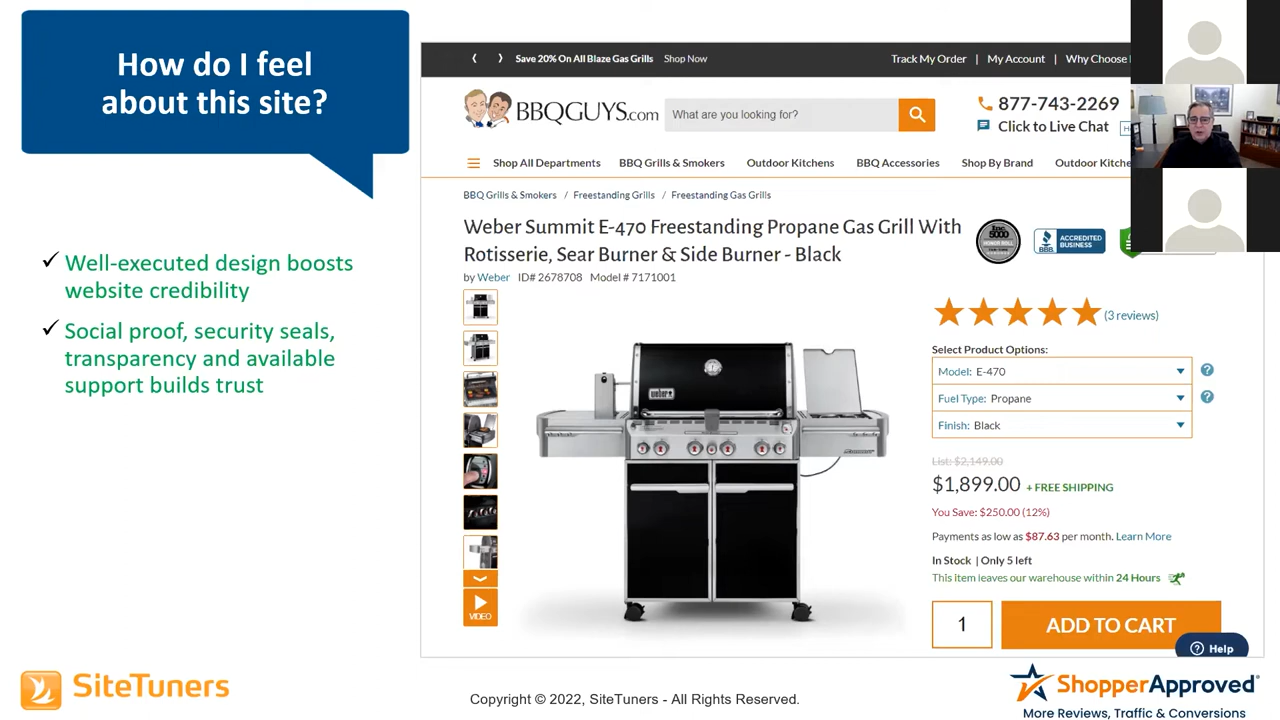 How do I feel
about this site?
✓ Well-executed design boosts
website credibility
✓ Social proof, security seals,
transparency and available
support builds trust
Save 20% On All Blaze Gas Grills Shop Now
Track My Order | My Account | Why Choose
BBQGUYS.com
What are you looking for?
877-743-2269
Click to Live Chat
Shop All Departments BBQ Grills & Smokers Outdoor Kitchens BBQ Accessories Shop By Brand Outdoor Kitche
BBQ Grills & Smokers / Freestanding Grills / Freestanding Gas Grills
Weber Summit E-470 Freestanding Propane Gas Grill With
Rotisserie, Sear Burner & Side Burner - Black
by Weber ID# 2678708 Model # 7171001
Inc.
5000
HONOR ROLL
BBB.
ACCREDITED
BUSINESS
(3 reviews)
Select Product Options:
Model: E-470
Fuel Type: Propane
Finish: Black
List: $2,149.00
$1,899.00 + FREE SHIPPING
You Save: $250.00 (12%)
Payments as low as $87.63 per month. Learn More
In Stock | Only 5 left
This item leaves our warehouse within 24 Hours
1
ADD TO CART
? Help
VIDEO
weber
SiteTuners
Copyright © 2022, SiteTuners - All Rights Reserved.
ShopperApproved®
More Reviews, Traffic & Conversions